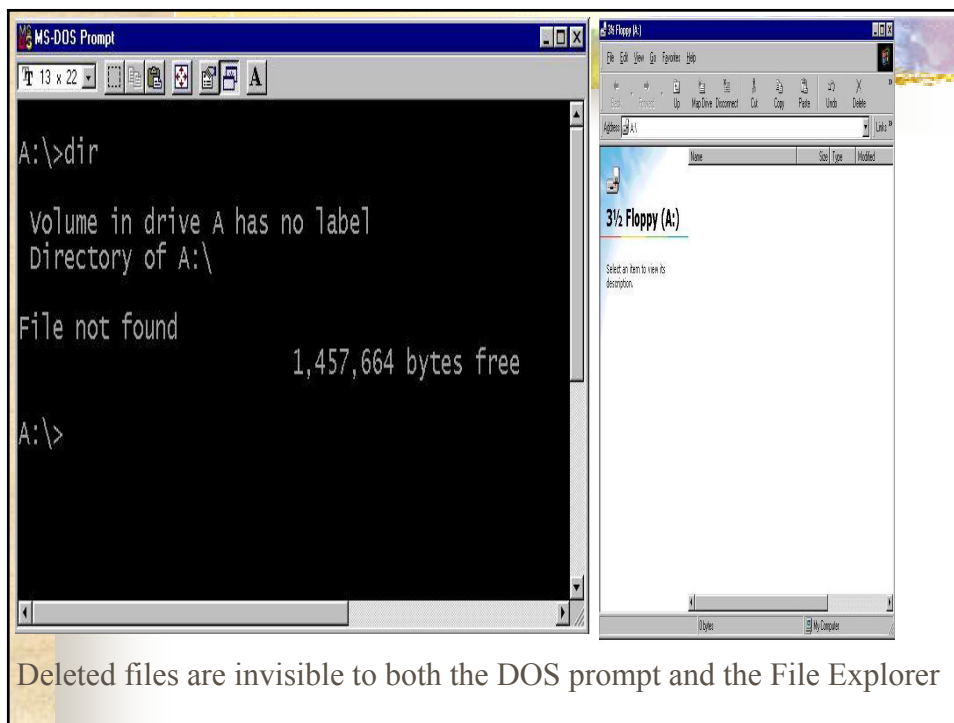 MS-DOS Prompt
13 x 22
A
A:\>dir
Volume in drive A has no label
Directory of A:\
File not found
1,457,664 bytes free
A:\>
3½ Floppy (A:)
File Edit View Go Favorites Help
Back Forward Up Map Drive Disconnect Cut Copy Paste Undo Delete
Address A:\ Links »
Name Size Type Modified
3½ Floppy (A:)
Select an item to view its
description.
0 bytes My Computer
Deleted files are invisible to both the DOS prompt and the File Explorer